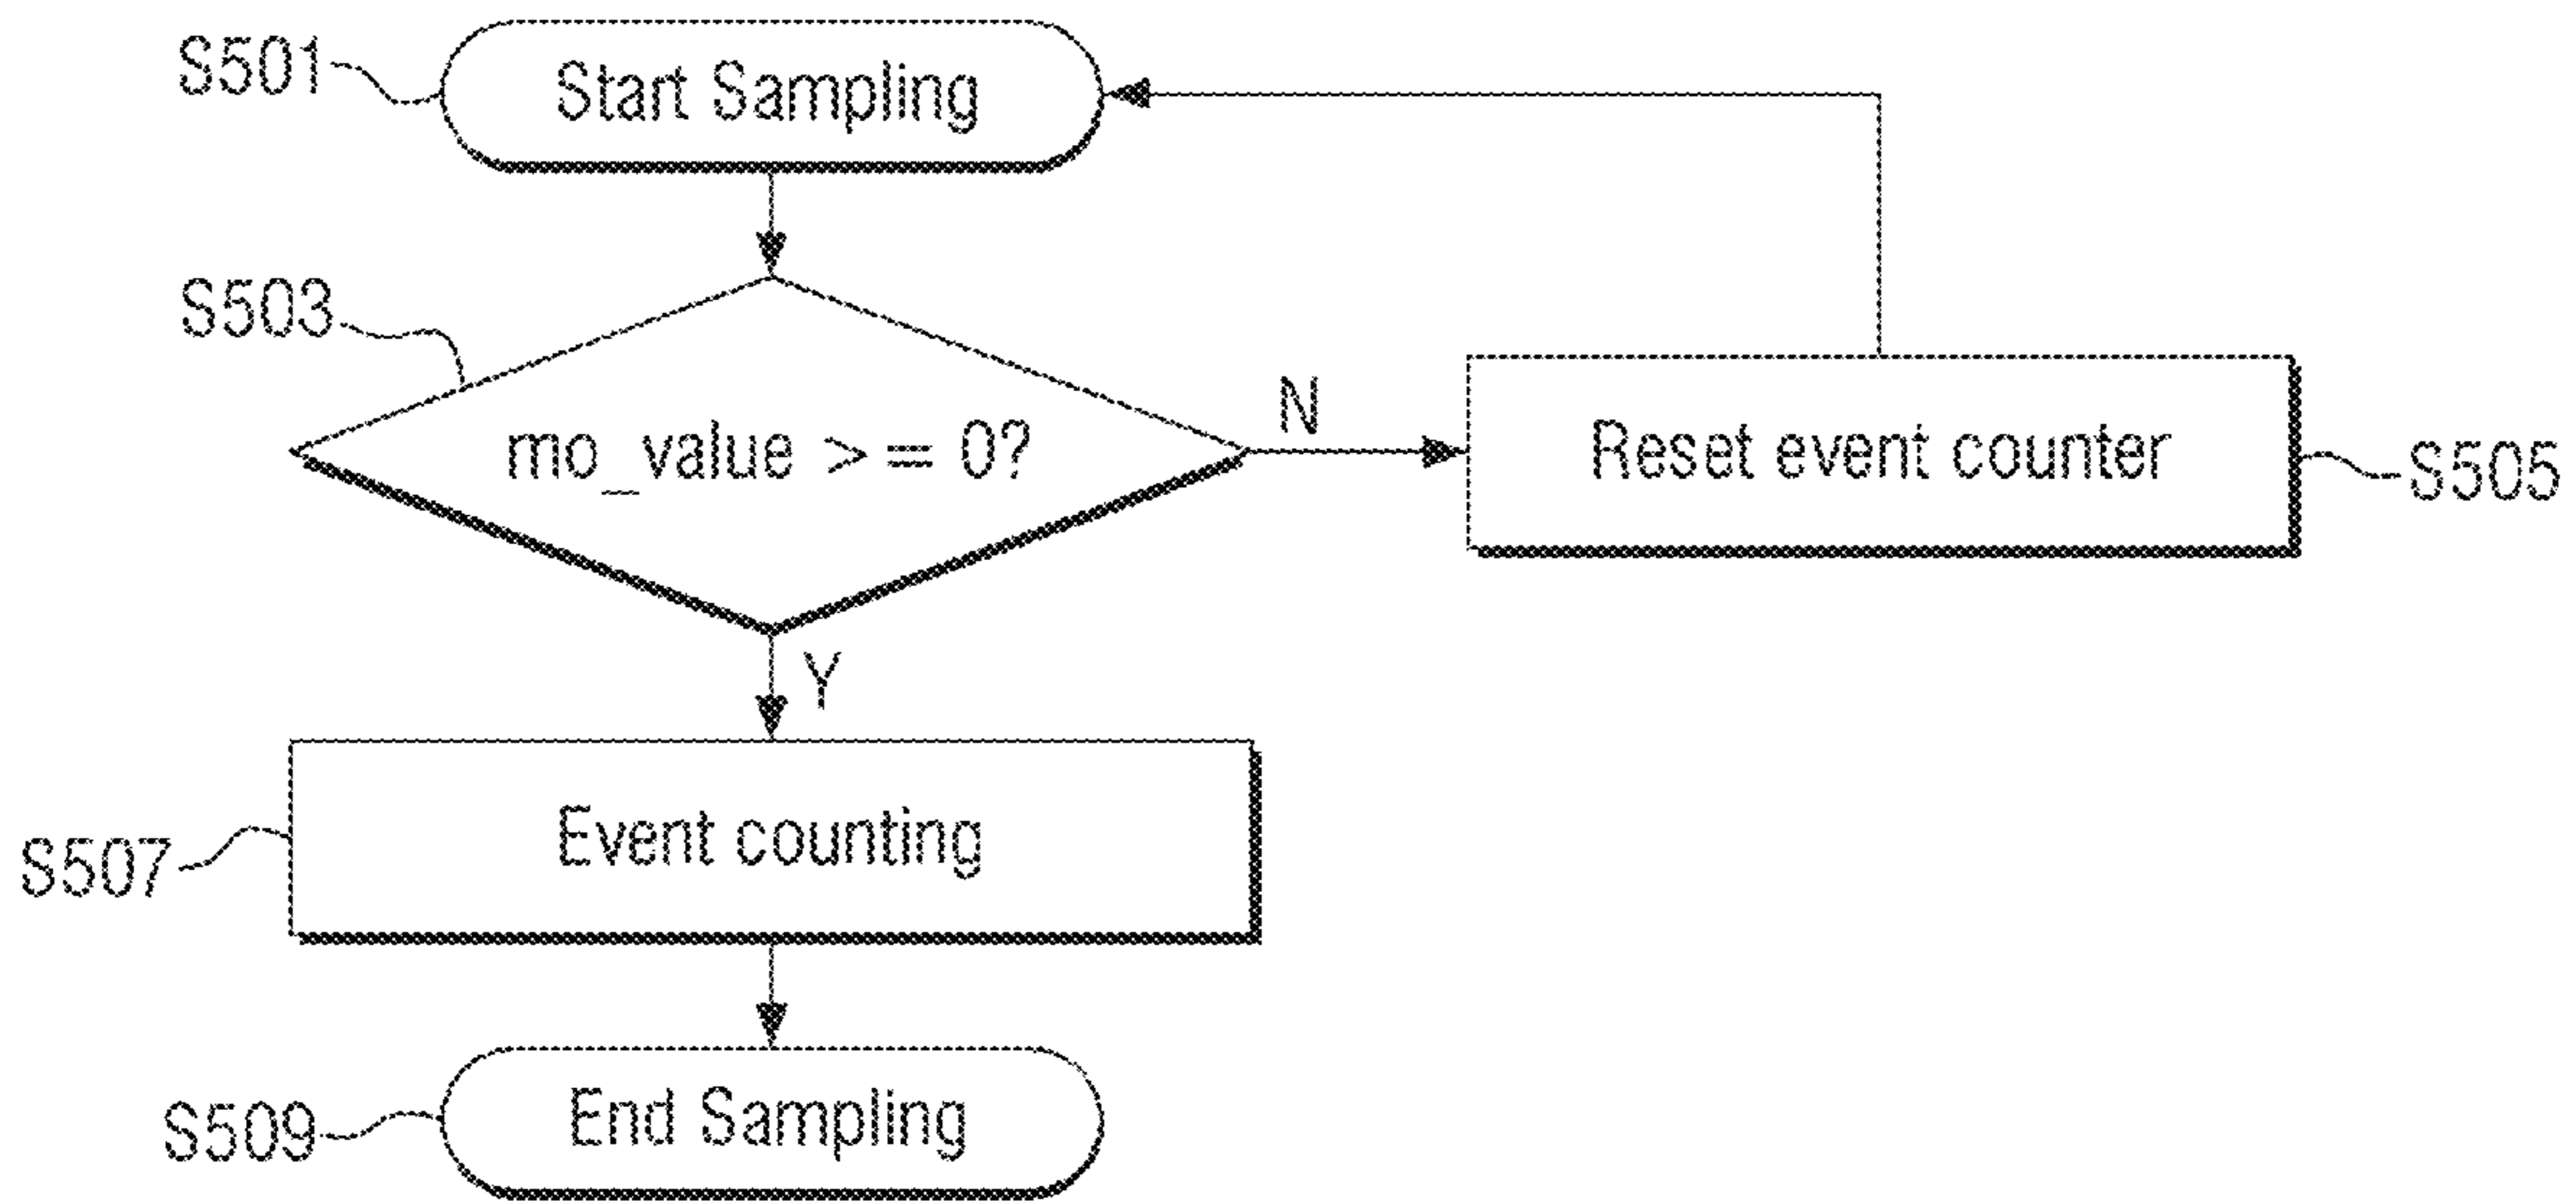 S501
Start Sampling
S503
mo_value >= 0?
N
Reset event counter
S505
Y
S507
Event counting
S509
End Sampling